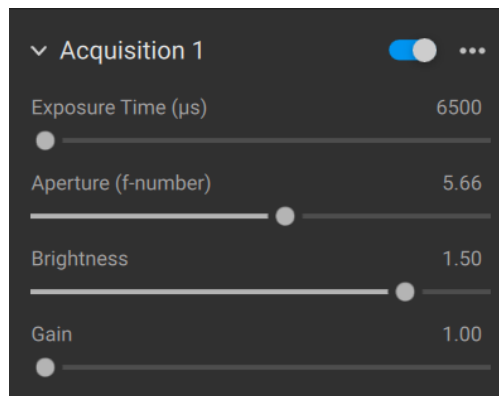 Acquisition 1
Exposure Time (µs) 6500
Aperture (f-number) 5.66
Brightness 1.50
Gain 1.00